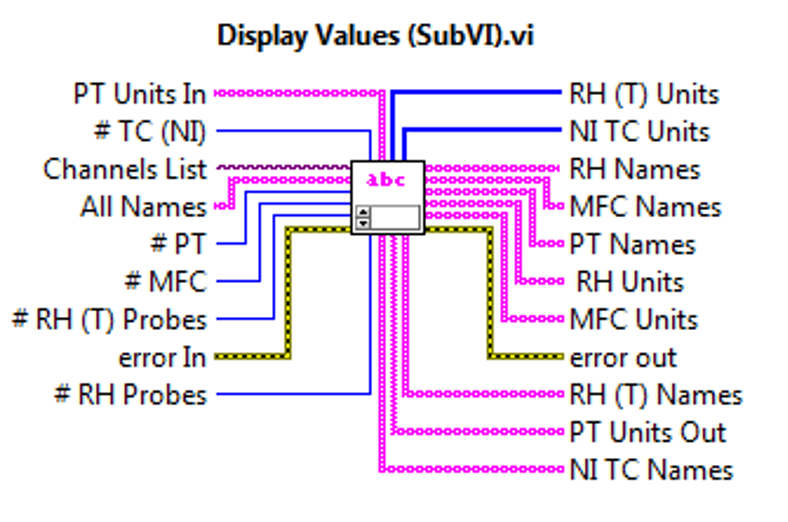 Display Values (SubVI).vi
PT Units In
# TC (NI)
Channels List
All Names
# PT
# MFC
# RH (T) Probes
error In
# RH Probes
abc
RH (T) Units
NI TC Units
RH Names
MFC Names
PT Names
RH Units
MFC Units
error out
RH (T) Names
PT Units Out
NI TC Names